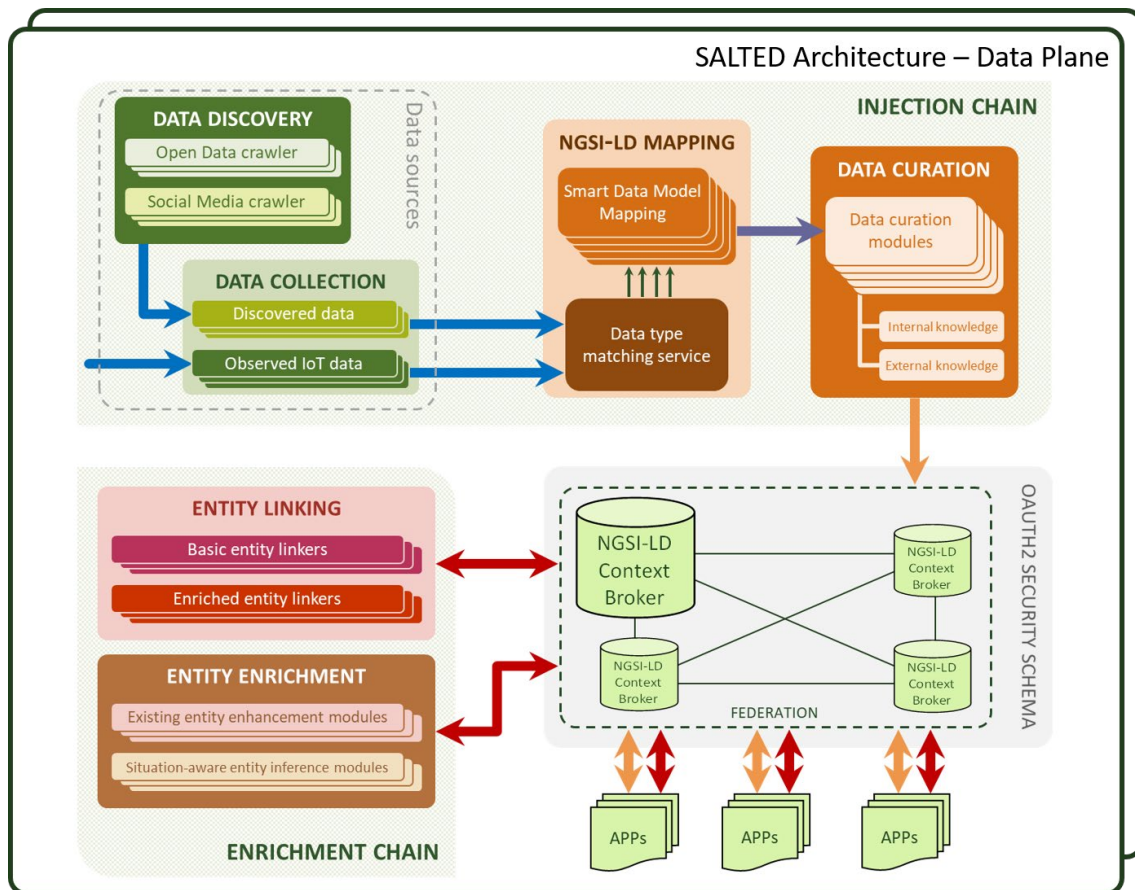 SALTED Architecture – Data Plane
INJECTION CHAIN
Data sources
DATA DISCOVERY
Open Data crawler
Social Media crawler
DATA COLLECTION
Discovered data
Observed IoT data
NGSI-LD MAPPING
Smart Data Model
Mapping
Data type
matching service
DATA CURATION
Data curation
modules
Internal knowledge
External knowledge
ENTITY LINKING
Basic entity linkers
Enriched entity linkers
ENTITY ENRICHMENT
Existing entity enhancement modules
Situation-aware entity inference modules
ENRICHMENT CHAIN
OAUTH2 SECURITY SCHEMA
NGSI-LD
Context
Broker
NGSI-LD
Context
Broker
NGSI-LD
Context
Broker
NGSI-LD
Context
Broker
FEDERATION
APPs
APPs
APPs